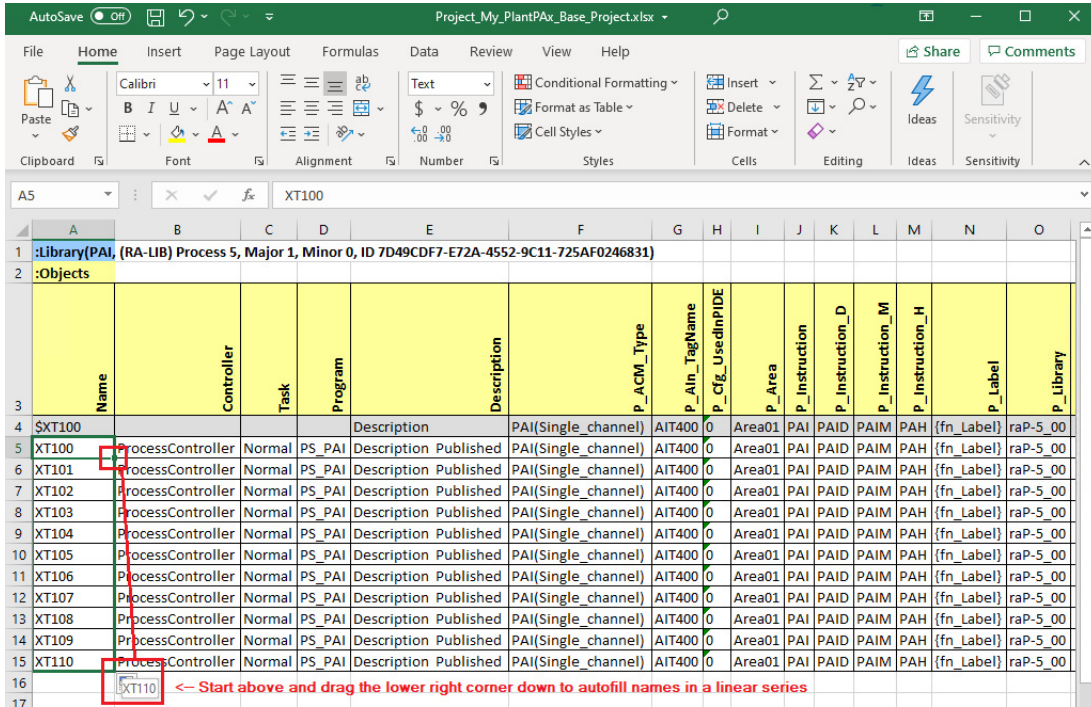 AutoSave Off Project_My_PlantPAx_Base_Project.xlsx
File Home Insert Page Layout Formulas Data Review View Help Share Comments
Calibri 11 ab Text Conditional Formatting Insert
Paste B I U A A $ % Format as Table Delete Ideas Sensitivity
A Cell Styles Format
Clipboard Font Alignment Number Styles Cells Editing Ideas Sensitivity
A5 fx XT100
A B C D E F G H I J K L M N O
1 :Library(PAI, (RA-LIB) Process 5, Major 1, Minor 0, ID 7D49CDF7-E72A-4552-9C11-725AF0246831)
2 :Objects
3 Name Controller Task Program Description P_ACM_Type P_AIn_TagName P_Cfg_UsedInPIDE P_Area P_Instruction P_Instruction_D P_Instruction_M P_Instruction_H P_Label P_Library
4 $XT100 Description PAI(Single_channel) AIT400 0 Area01 PAI PAID PAIM PAH {fn_Label} raP-5_00
5 XT100 ProcessController Normal PS_PAI Description Published PAI(Single_channel) AIT400 0 Area01 PAI PAID PAIM PAH {fn_Label} raP-5_00
6 XT101 ProcessController Normal PS_PAI Description Published PAI(Single_channel) AIT400 0 Area01 PAI PAID PAIM PAH {fn_Label} raP-5_00
7 XT102 ProcessController Normal PS_PAI Description Published PAI(Single_channel) AIT400 0 Area01 PAI PAID PAIM PAH {fn_Label} raP-5_00
8 XT103 ProcessController Normal PS_PAI Description Published PAI(Single_channel) AIT400 0 Area01 PAI PAID PAIM PAH {fn_Label} raP-5_00
9 XT104 ProcessController Normal PS_PAI Description Published PAI(Single_channel) AIT400 0 Area01 PAI PAID PAIM PAH {fn_Label} raP-5_00
10 XT105 ProcessController Normal PS_PAI Description Published PAI(Single_channel) AIT400 0 Area01 PAI PAID PAIM PAH {fn_Label} raP-5_00
11 XT106 ProcessController Normal PS_PAI Description Published PAI(Single_channel) AIT400 0 Area01 PAI PAID PAIM PAH {fn_Label} raP-5_00
12 XT107 ProcessController Normal PS_PAI Description Published PAI(Single_channel) AIT400 0 Area01 PAI PAID PAIM PAH {fn_Label} raP-5_00
13 XT108 ProcessController Normal PS_PAI Description Published PAI(Single_channel) AIT400 0 Area01 PAI PAID PAIM PAH {fn_Label} raP-5_00
14 XT109 ProcessController Normal PS_PAI Description Published PAI(Single_channel) AIT400 0 Area01 PAI PAID PAIM PAH {fn_Label} raP-5_00
15 XT110 ProcessController Normal PS_PAI Description Published PAI(Single_channel) AIT400 0 Area01 PAI PAID PAIM PAH {fn_Label} raP-5_00
16 XT110 <-- Start above and drag the lower right corner down to autofill names in a linear series
17